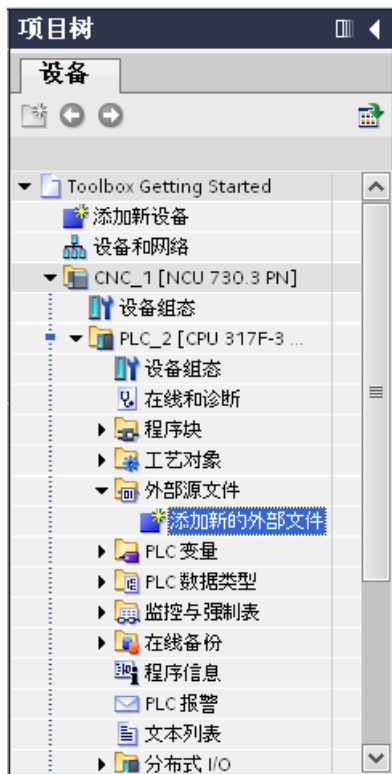 项目树
设备
Toolbox Getting Started
添加新设备
设备和网络
CNC_1 [NCU 730.3 PN]
设备组态
PLC_2 [CPU 317F-3 ...
设备组态
在线和诊断
程序块
工艺对象
外部源文件
添加新的外部文件
PLC 变量
PLC 数据类型
监控与强制表
在线备份
程序信息
PLC 报警
文本列表
分布式 I/O